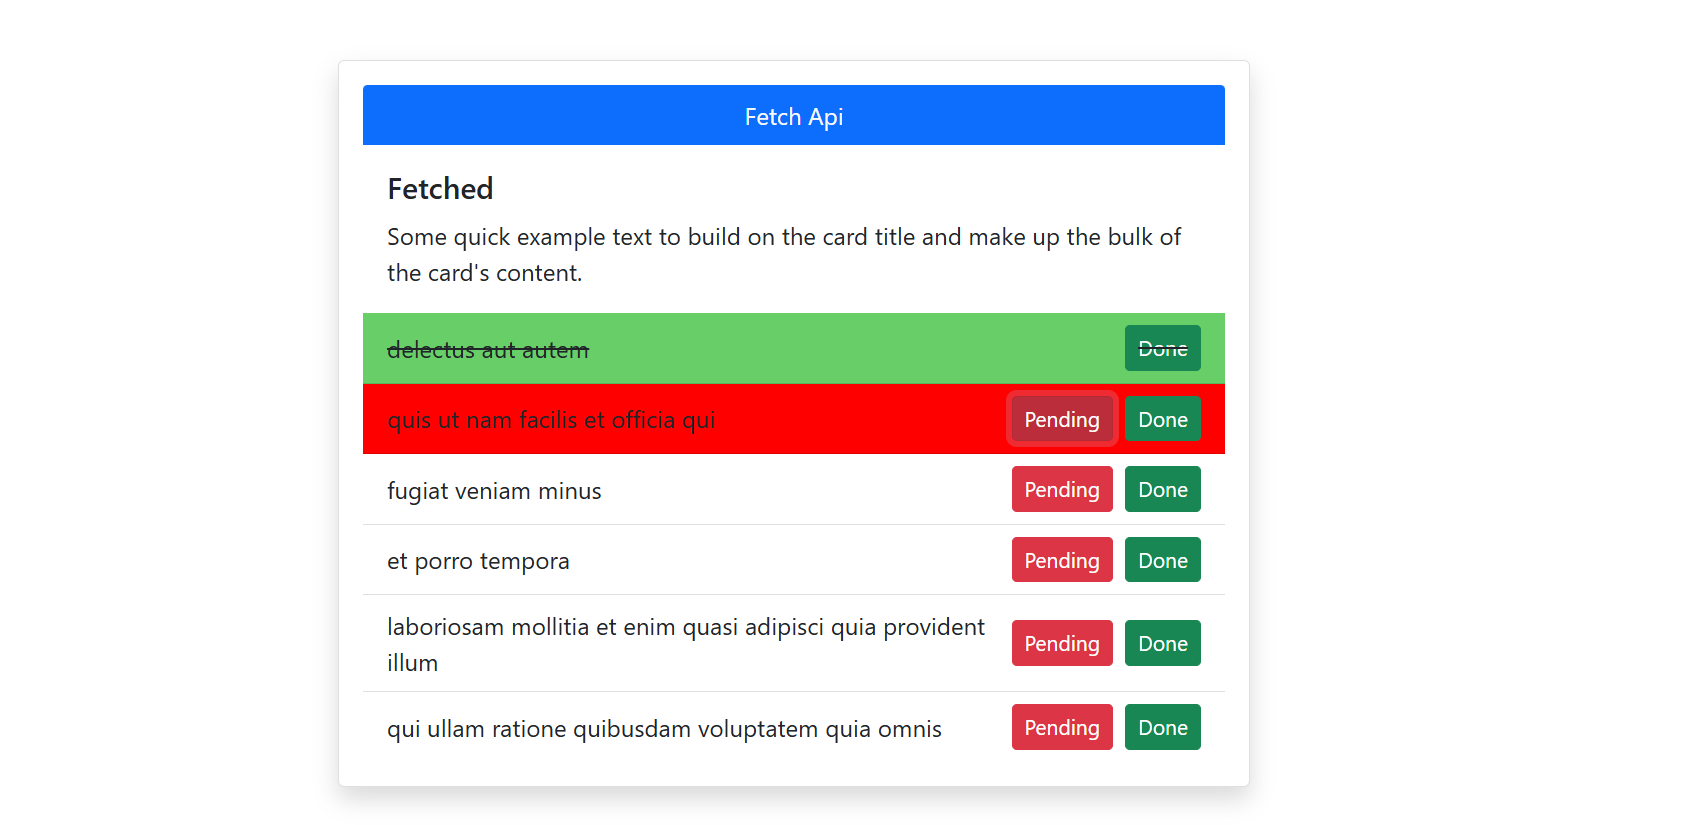 Fetch Api
Fetched
Some quick example text to build on the card title and make up the bulk of
the card's content.
delectus aut autem Done
quis ut nam facilis et officia qui Pending Done
fugiat veniam minus Pending Done
et porro tempora Pending Done
laboriosam mollitia et enim quasi adipisci quia provident
illum Pending Done
qui ullam ratione quibusdam voluptatem quia omnis Pending Done